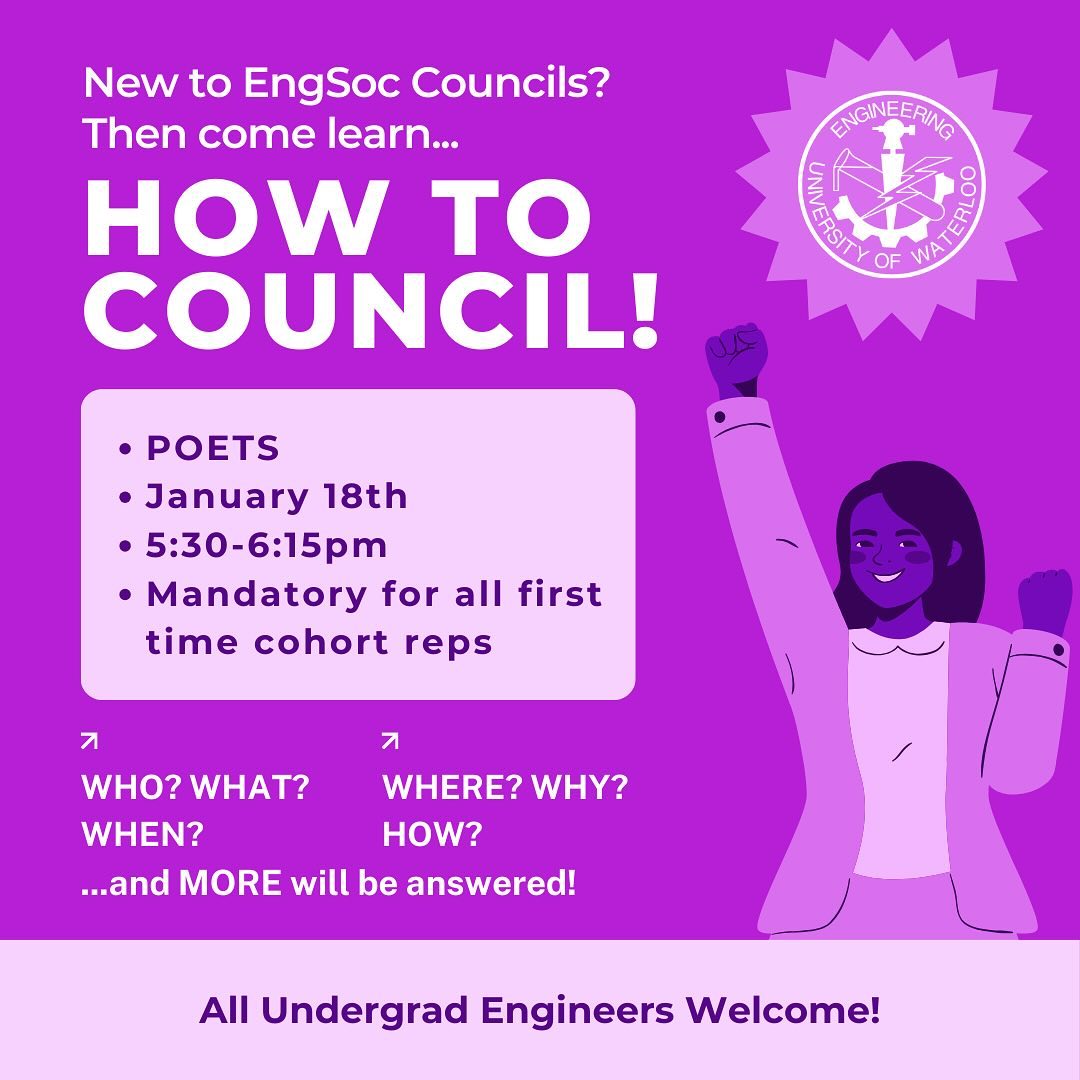 New to EngSoc Councils?
Then come learn...
HOW TO
COUNCIL!
ENGINEERING
UNIVERSITY OF WATERLOO
• POETS
• January 18th
• 5:30-6:15pm
• Mandatory for all first
time cohort reps
WHO? WHAT?
WHEN?
WHERE? WHY?
HOW?
...and MORE will be answered!
All Undergrad Engineers Welcome!